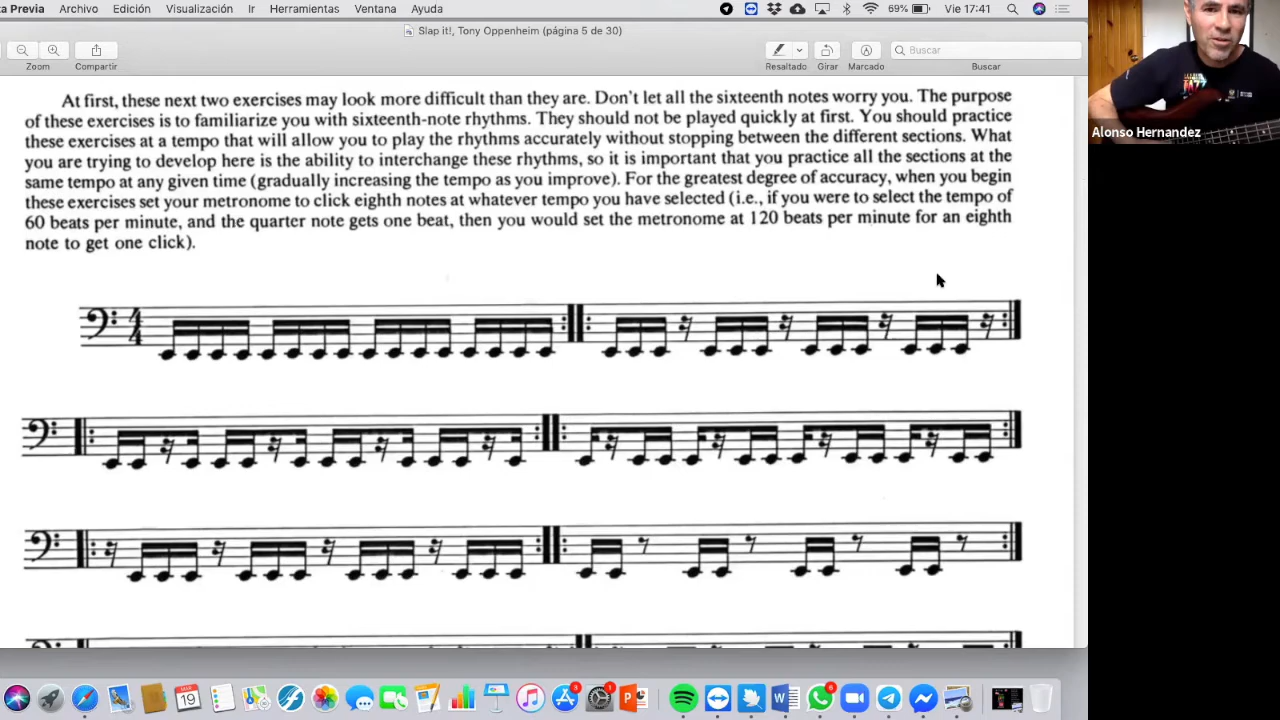 ta Previa Archivo Edición Visualización Ir Herramientas Ventana Ayuda 69% Vie 17:41
Slap it!, Tony Oppenheim (página 5 de 30)
Buscar
Zoom Compartir Resaltado Girar Marcado Buscar
Alonso Hernandez
At first, these next two exercises may look more difficult than they are. Don't let all the sixteenth notes worry you. The purpose
of these exercises is to familiarize you with sixteenth-note rhythms. They should not be played quickly at first. You should practice
these exercises at a tempo that will allow you to play the rhythms accurately without stopping between the different sections. What
you are trying to develop here is the ability to interchange these rhythms, so it is important that you practice all the sections at the
same tempo at any given time (gradually increasing the tempo as you improve). For the greatest degree of accuracy, when you begin
these exercises set your metronome to click eighth notes at whatever tempo you have selected (i.e., if you were to select the tempo of
60 beats per minute, and the quarter note gets one beat, then you would set the metronome at 120 beats per minute for an eighth
note to get one click).
4
4
19 3 1 6